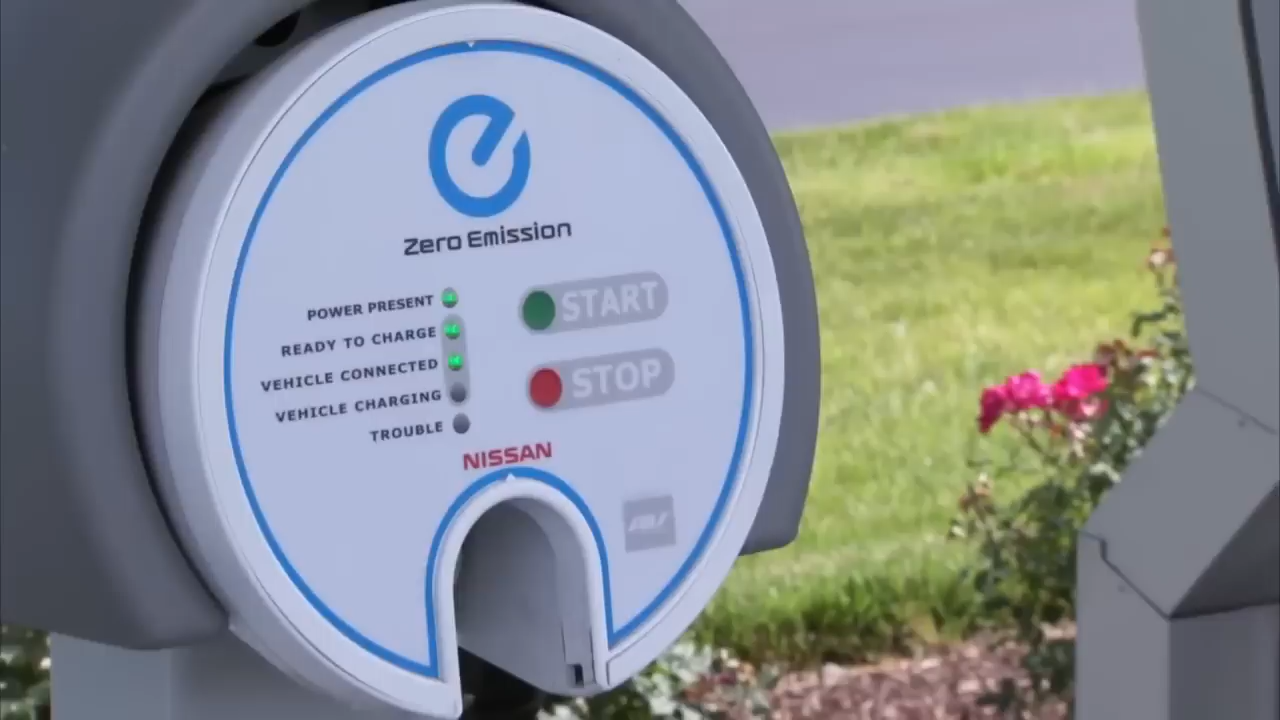 Zero Emission
POWER PRESENT
READY TO CHARGE
VEHICLE CONNECTED
VEHICLE CHARGING
TROUBLE
START
STOP
NISSAN